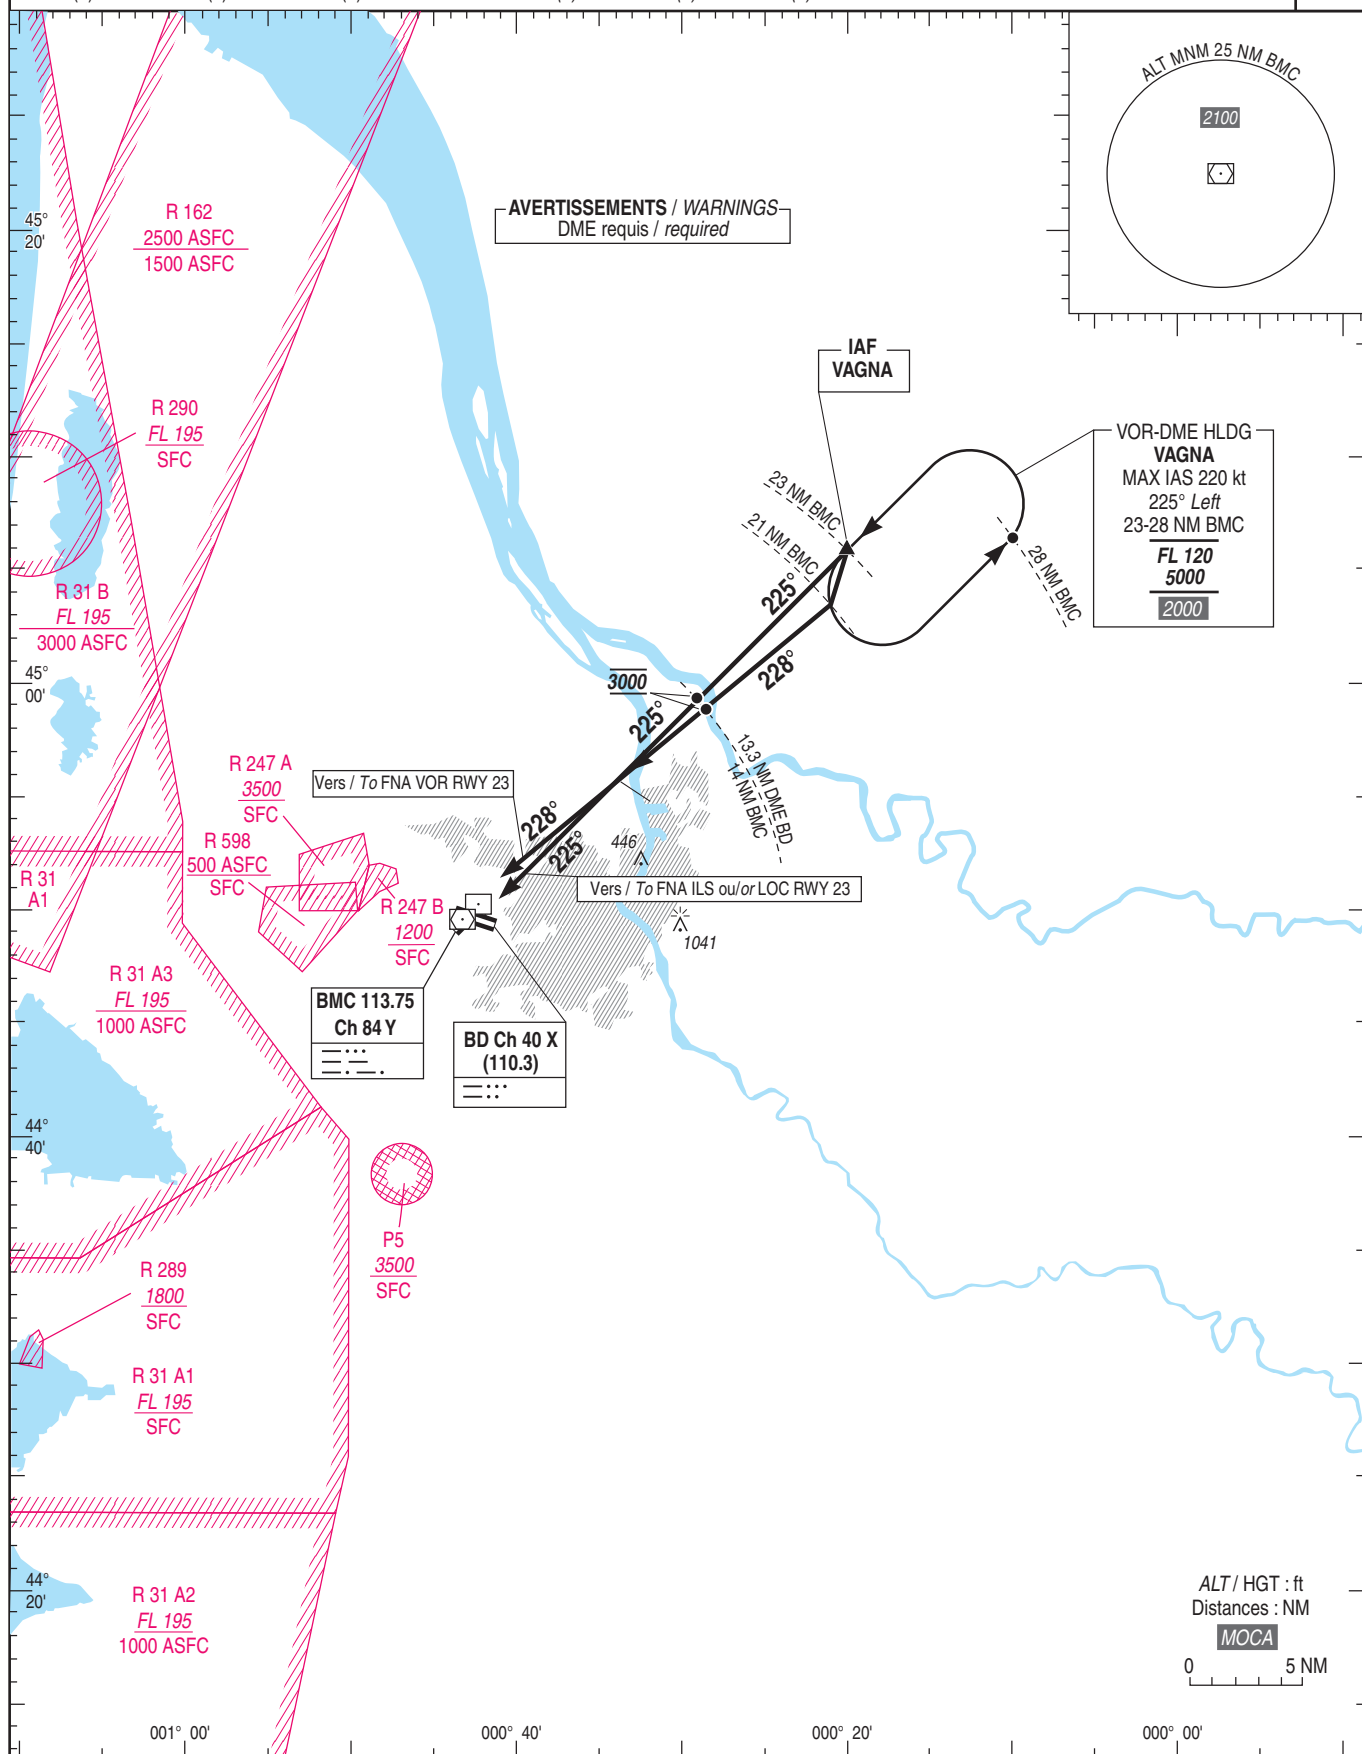 ALT MNM 25 NM BMC
2100
AVERTISSEMENTS / WARNINGS
DME requis / required
45°
20'
R 162
2500 ASFC
1500 ASFC
IAF
VAGNA
R 290
FL 195
SFC
VOR-DME HLDG
VAGNA
MAX IAS 220 kt
225° Left
23-28 NM BMC
FL 120
5000
2000
23 NM BMC
21 NM BMC
28 NM BMC
225°
228°
R 31 B
FL 195
3000 ASFC
45°
00'
3000
225°
13.3 NM DME BD
14 NM BMC
R 247 A
3500
SFC
Vers / To FNA VOR RWY 23
R 598
500 ASFC
SFC
228°
225°
446
R 31
A1
Vers / To FNA ILS ou/or LOC RWY 23
R 247 B
1200
SFC
1041
R 31 A3
FL 195
1000 ASFC
BMC 113.75
Ch 84 Y
BD Ch 40 X
(110.3)
44°
40'
P5
3500
SFC
R 289
1800
SFC
R 31 A1
FL 195
SFC
44°
20'
R 31 A2
FL 195
1000 ASFC
ALT / HGT : ft
Distances : NM
MOCA
0 5 NM
001° 00'
000° 40'
000° 20'
000° 00'